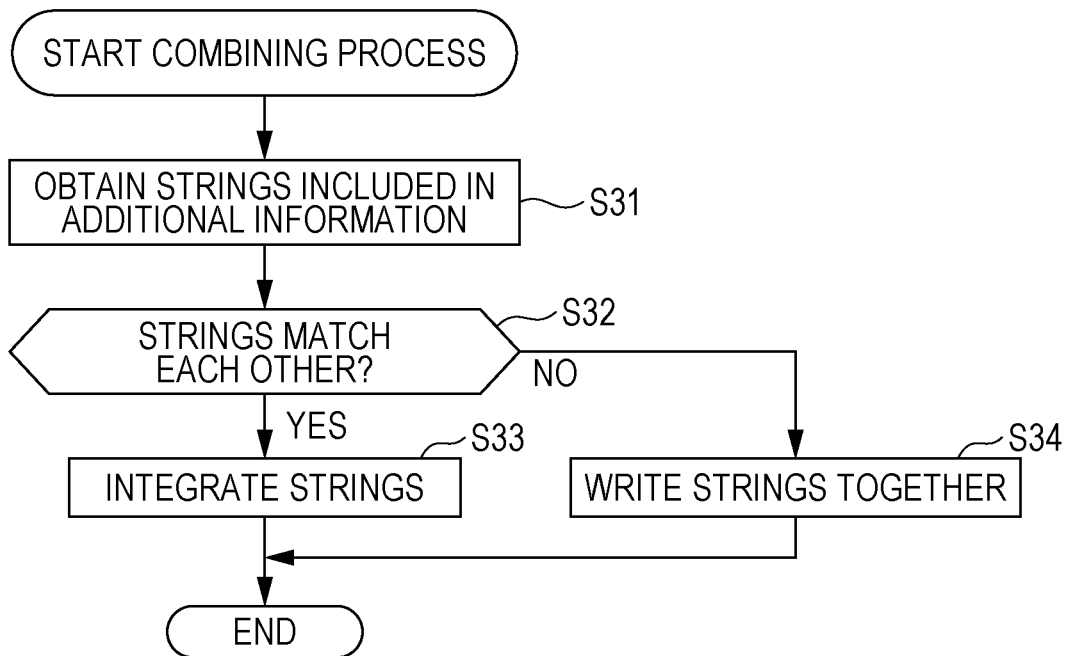 START COMBINING PROCESS
OBTAIN STRINGS INCLUDED IN
ADDITIONAL INFORMATION
S31
STRINGS MATCH
EACH OTHER?
S32
NO
YES
S33
INTEGRATE STRINGS
S34
WRITE STRINGS TOGETHER
END